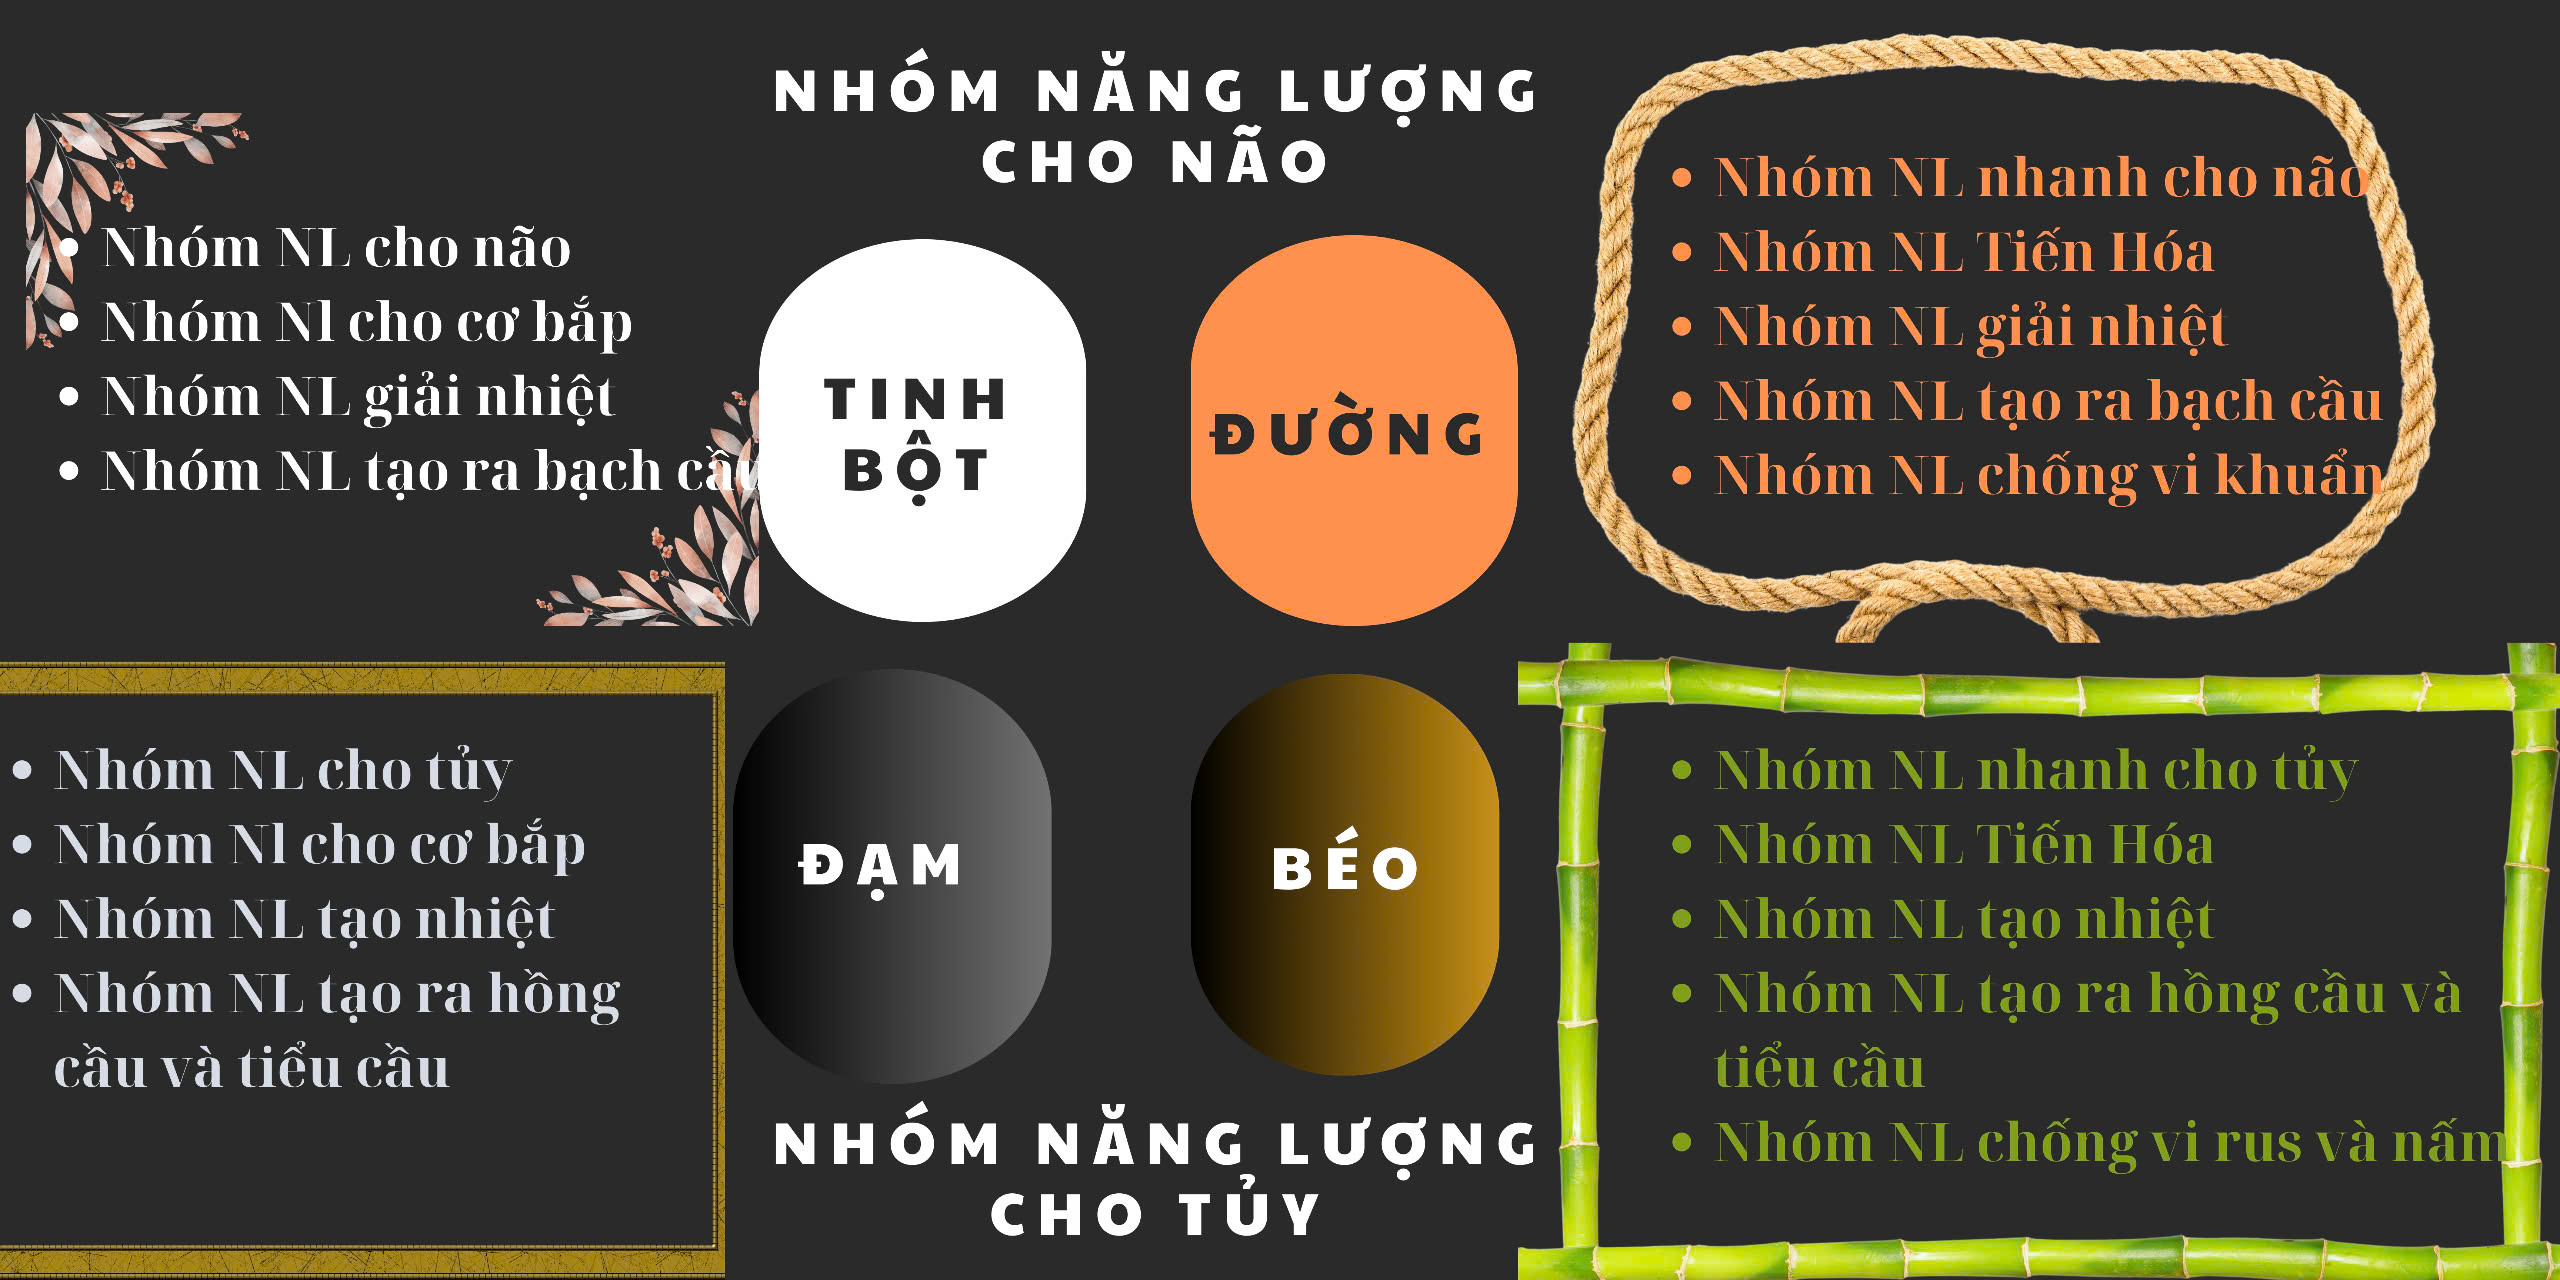 NHÓM NĂNG LƯỢNG
CHO NÃO
• Nhóm NL cho não
• Nhóm Nl cho cơ bắp
• Nhóm NL giải nhiệt
• Nhóm NL tạo ra bạch cầu
TINH
BỘT
ĐƯỜNG
• Nhóm NL nhanh cho não
• Nhóm NL Tiến Hóa
• Nhóm NL giải nhiệt
• Nhóm NL tạo ra bạch cầu
• Nhóm NL chống vi khuẩn
• Nhóm NL cho tủy
• Nhóm Nl cho cơ bắp
• Nhóm NL tạo nhiệt
• Nhóm NL tạo ra hồng
cầu và tiểu cầu
ĐẠM
BÉO
• Nhóm NL nhanh cho tủy
• Nhóm NL Tiến Hóa
• Nhóm NL tạo nhiệt
• Nhóm NL tạo ra hồng cầu và
tiểu cầu
• Nhóm NL chống vi rus và nấm
NHÓM NĂNG LƯỢNG
CHO TỦY